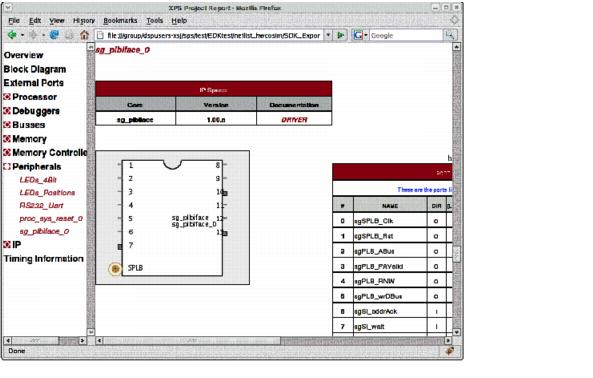 XPS Project Report - Mozilla Firefox
File Edit View History Bookmarks Tools Help
file:///group/dspusers-xsj/sps/test/EDKtest/netlist_hwcosim/SDK_Expor
Google
Overview
Block Diagram
External Ports
Processor
Debuggers
Busses
Memory
Memory Controlle
Peripherals
LEDs_4Bit
LEDs_Positions
RS232_Uart
proc_sys_reset_0
sg_plbiface_0
IP
Timing Information
sg_plbiface_0
IP Specs
Core Version Documentation
sg_plbiface 1.00.a DRIVER
1 8
2 9
3 10
4 11
5 sg_plbiface 12
sg_plbiface_0
6 13
7
SPLB
These are the ports li
# NAME DIR
0 sgSPLB_Clk O
1 sgSPLB_Rst O
2 sgPLB_ABus O
3 sgPLB_PAValid O
4 sgPLB_RNW O
5 sgPLB_wrDBus O
6 sgSl_addrAck I
7 sgSl_wait I
Done